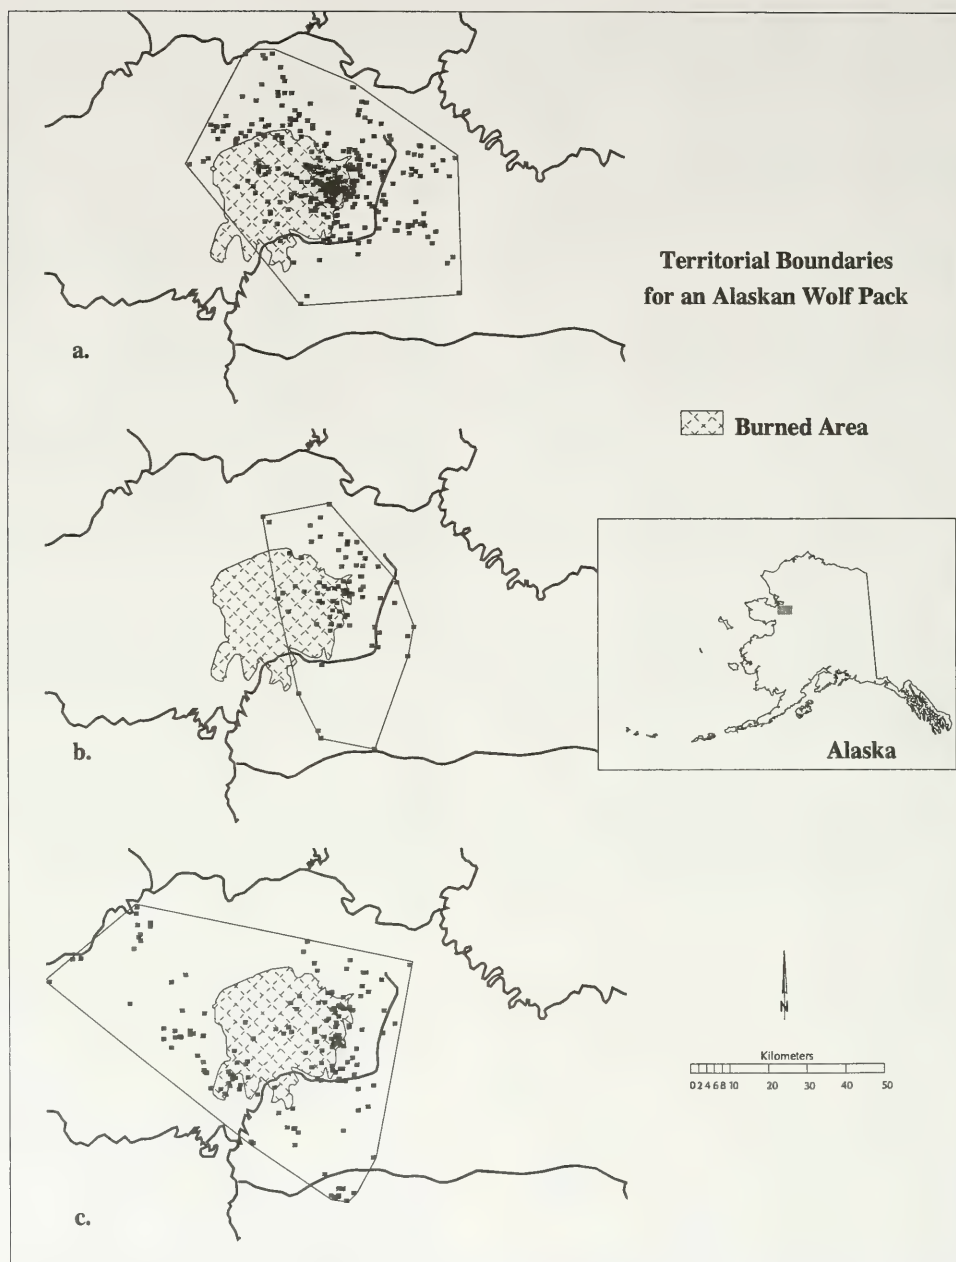 a.
Territorial Boundaries
for an Alaskan Wolf Pack
Burned Area
b.
Alaska
c.
N
Kilometers
0 2 4 6 8 10 20 30 40 50